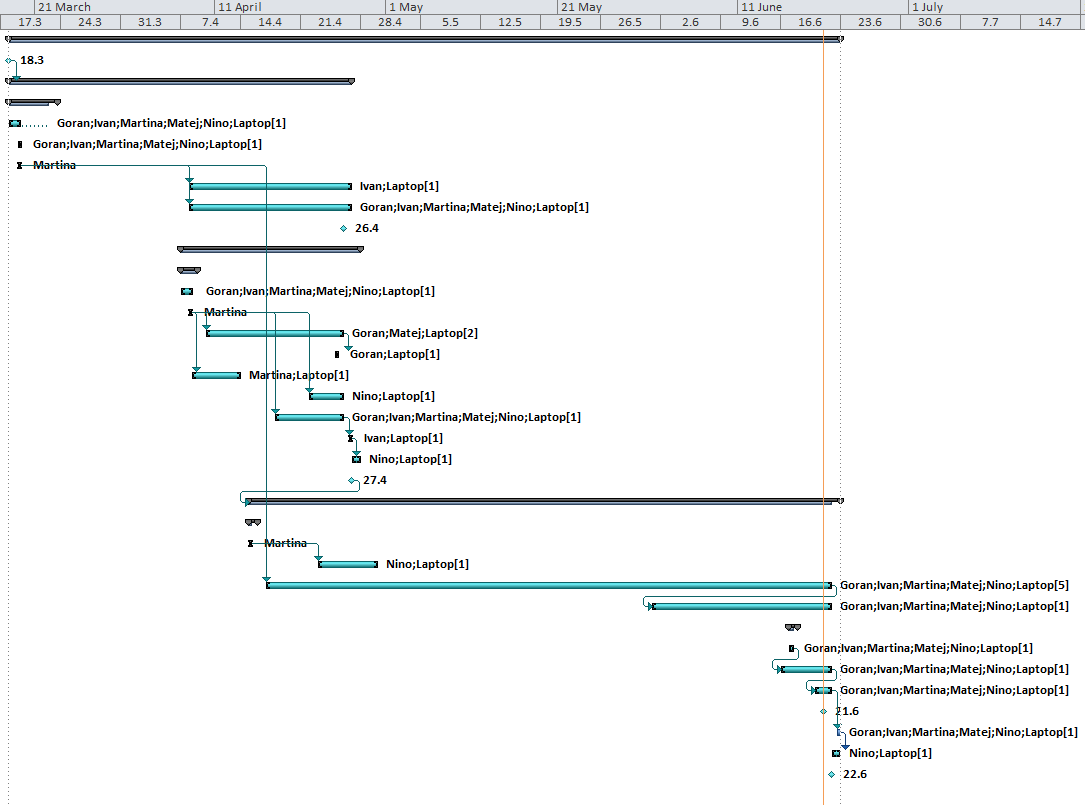 21 March 11 April 1 May 21 May 11 June 1 July
17.3 24.3 31.3 7.4 14.4 21.4 28.4 5.5 12.5 19.5 26.5 2.6 9.6 16.6 23.6 30.6 7.7 14.7
18.3
Goran;Ivan;Martina;Matej;Nino;Laptop[1]
Goran;Ivan;Martina;Matej;Nino;Laptop[1]
Martina
Ivan;Laptop[1]
Goran;Ivan;Martina;Matej;Nino;Laptop[1]
26.4
Goran;Ivan;Martina;Matej;Nino;Laptop[1]
Martina
Goran;Matej;Laptop[2]
Goran;Laptop[1]
Martina;Laptop[1]
Nino;Laptop[1]
Goran;Ivan;Martina;Matej;Nino;Laptop[1]
Ivan;Laptop[1]
Nino;Laptop[1]
27.4
Martina
Nino;Laptop[1]
Goran;Ivan;Martina;Matej;Nino;Laptop[5]
Goran;Ivan;Martina;Matej;Nino;Laptop[1]
Goran;Ivan;Martina;Matej;Nino;Laptop[1]
Goran;Ivan;Martina;Matej;Nino;Laptop[1]
Goran;Ivan;Martina;Matej;Nino;Laptop[1]
21.6
Goran;Ivan;Martina;Matej;Nino;Laptop[1]
Nino;Laptop[1]
22.6